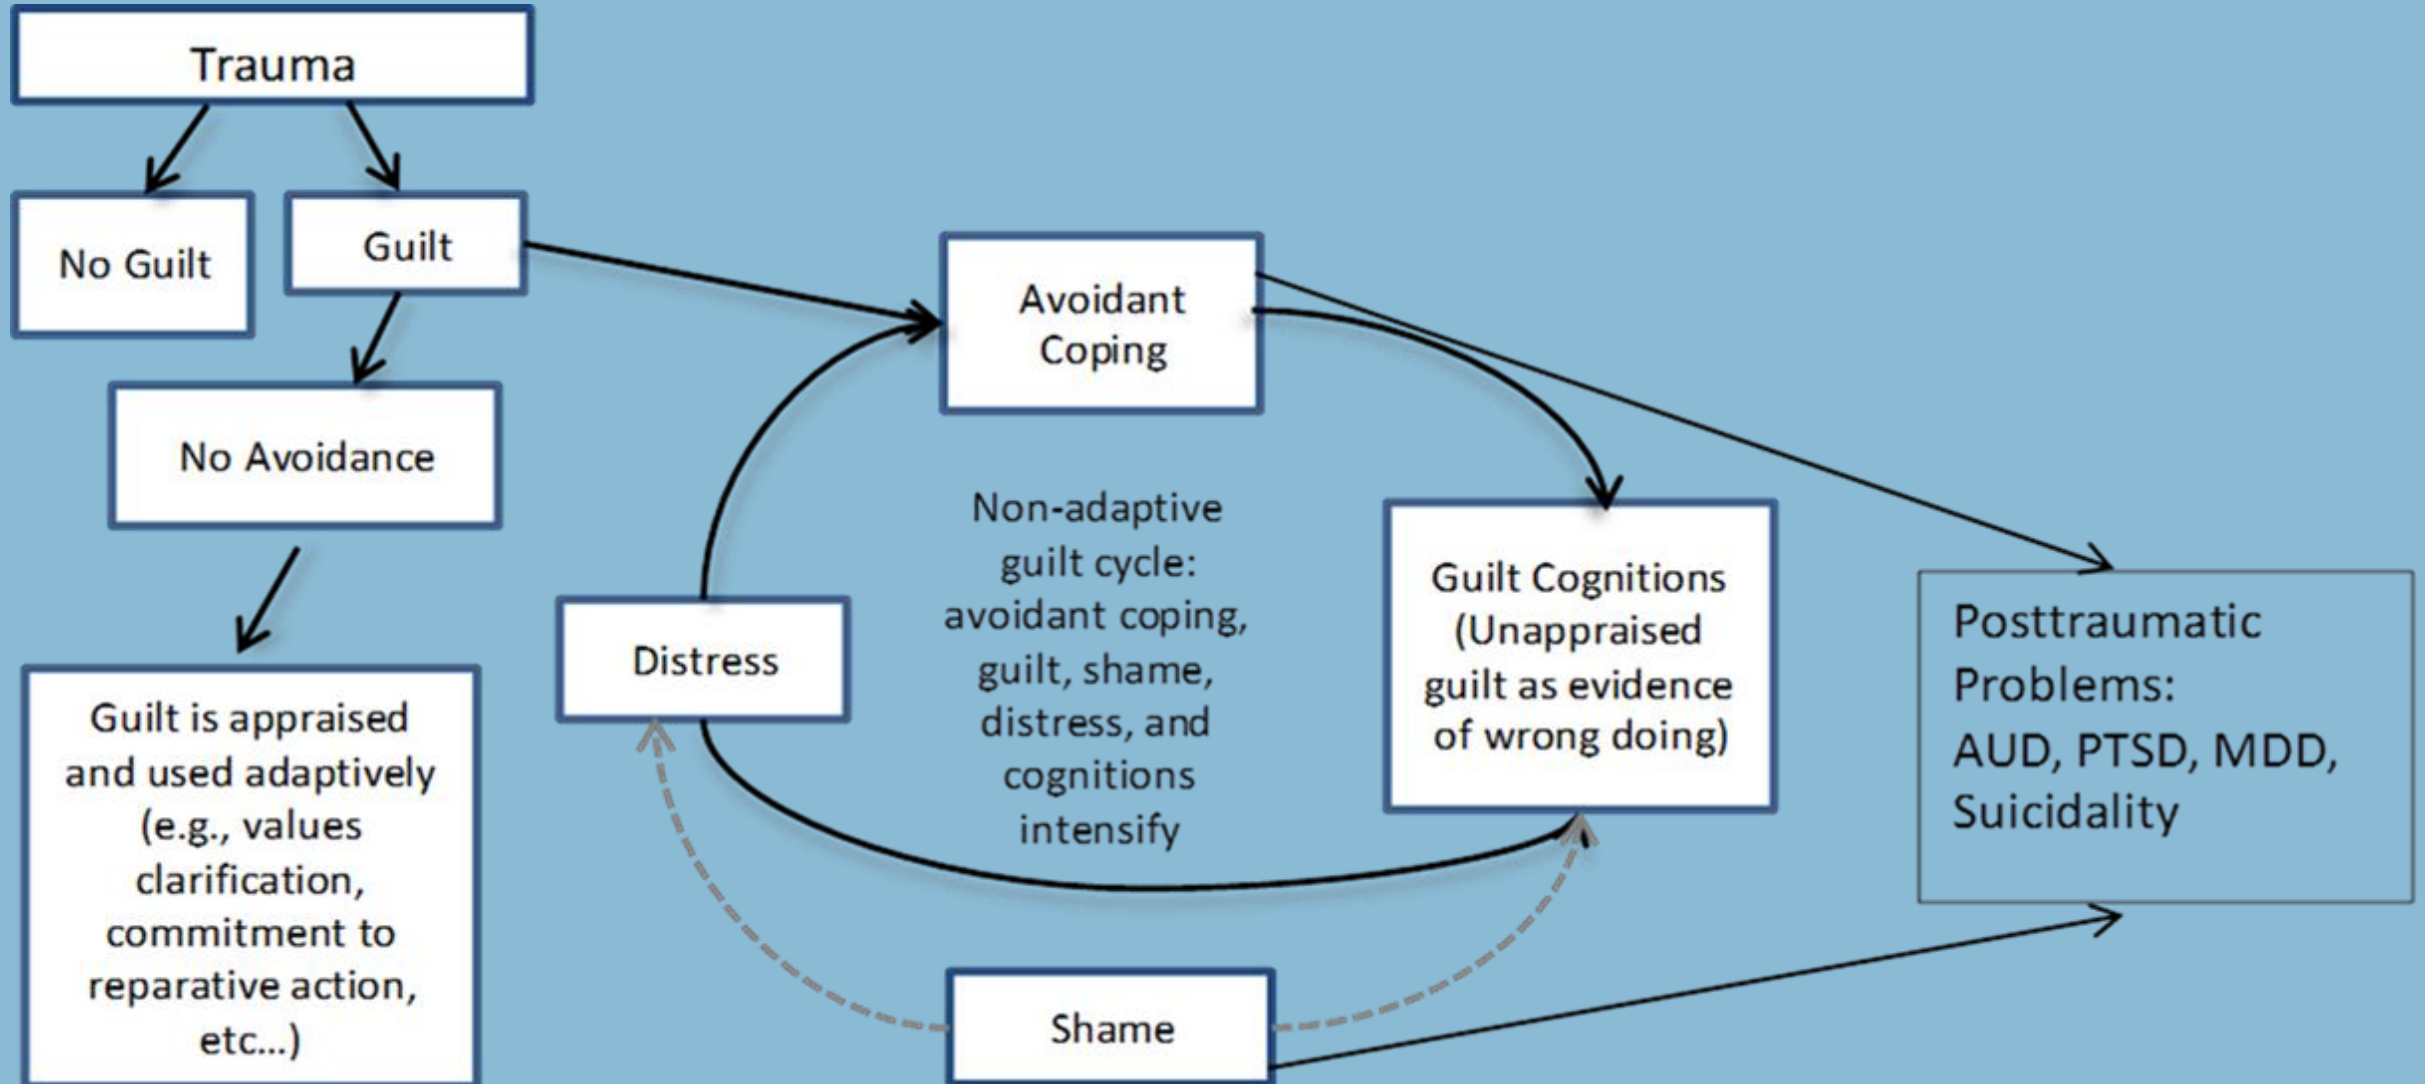 Trauma
No Guilt
Guilt
No Avoidance
Guilt is appraised
and used adaptively
(e.g., values
clarification,
commitment to
reparative action,
etc...)
Avoidant
Coping
Distress
Non-adaptive
guilt cycle:
avoidant coping,
guilt, shame,
distress, and
cognitions
intensify
Guilt Cognitions
(Unappraised
guilt as evidence
of wrong doing)
Shame
Posttraumatic
Problems:
AUD, PTSD, MDD,
Suicidality